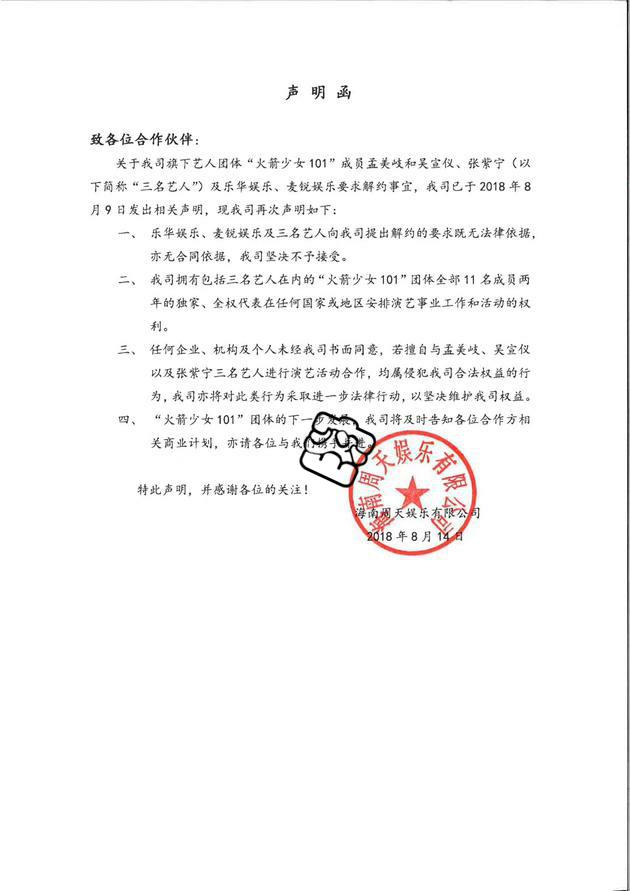 声 明 函
致各位合作伙伴：
关于我司旗下艺人团体“火箭少女101”成员孟美岐和吴宣仪、张紫宁（以
下简称“三名艺人”）及乐华娱乐、麦锐娱乐要求解约事宜，我司已于2018年8
月9日发出相关声明，现我司再次声明如下：
一、 乐华娱乐、麦锐娱乐及三名艺人向我司提出解约的要求既无法律依据，
亦无合同依据，我司坚决不予接受。
二、 我司拥有包括三名艺人在内的“火箭少女101”团体全部11名成员两
年的独家、全权代表在任何国家或地区安排演艺事业工作和活动的权
利。
三、 任何企业、机构及个人未经我司书面同意，若擅自与孟美岐、吴宣仪
以及张紫宁三名艺人进行演艺活动合作，均属侵犯我司合法权益的行
为，我司亦将对此类行为采取进一步法律行动，以坚决维护我司权益。
四、 “火箭少女101”团体的下一步发展，我司将及时告知各位合作方相
关商业计划，亦请各位与我们携手并进。
特此声明，并感谢各位的关注！
海南周天娱乐有限公司
海南周天娱乐有限公司
2018年8月14日